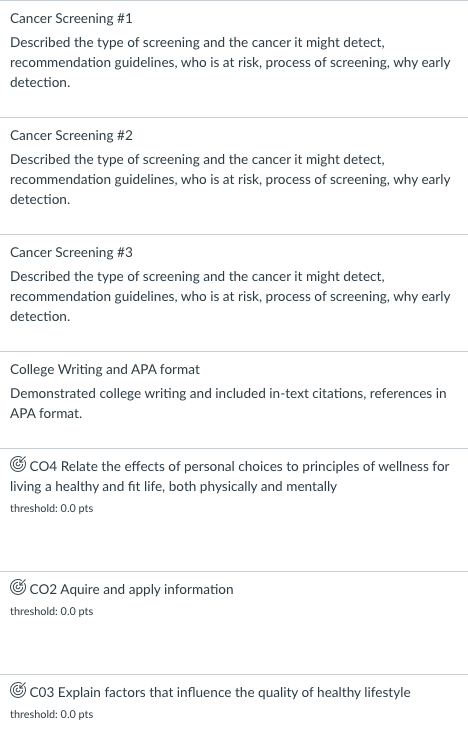 Cancer Screening #1
Described the type of screening and the cancer it might detect,
recommendation guidelines, who is at risk, process of screening, why early
detection.
Cancer Screening #2
Described the type of screening and the cancer it might detect,
recommendation guidelines, who is at risk, process of screening, why early
detection.
Cancer Screening #3
Described the type of screening and the cancer it might detect,
recommendation guidelines, who is at risk, process of screening, why early
detection.
College Writing and APA format
Demonstrated college writing and included in-text citations, references in
APA format.
CO4 Relate the effects of personal choices to principles of wellness for
living a healthy and fit life, both physically and mentally
threshold: 0.0 pts
CO2 Aquire and apply information
threshold: 0.0 pts
C03 Explain factors that influence the quality of healthy lifestyle
threshold: 0.0 pts